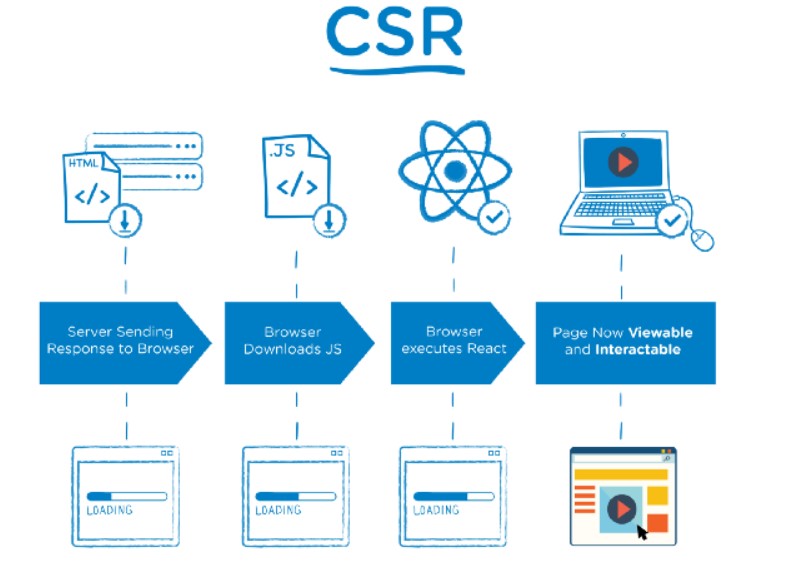 CSR
HTML
</>
.JS
</>
Server Sending
Response to Browser
Browser
Downloads JS
Browser
executes React
Page Now Viewable
and Interactable
LOADING
LOADING
LOADING